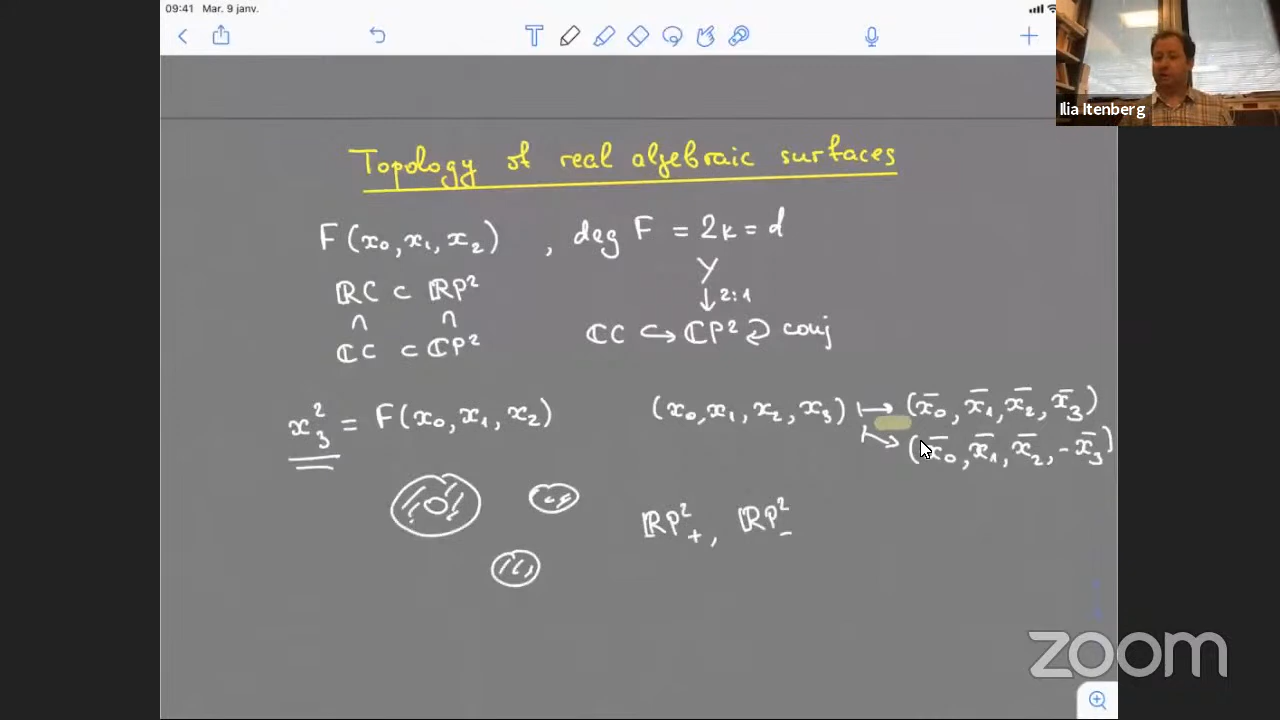 09:41 Mar. 9 janv.
Ilia Itenberg
Topology of real algebraic surfaces
F(x₀,x₁,x₂) , deg F = 2k = d
ℝC ⊂ ℝP²
∩ ∩
ℂC ⊂ ℂP²
Y
↓ 2:1
ℂC ↪ ℂP² ⊋ conj
x₃² = F(x₀,x₁,x₂)
(x₀,x₁,x₂,x₃) ↦ (x̄₀,x̄₁,x̄₂,x̄₃)
(x̄₀,x̄₁,x̄₂,-x̄₃)
ℝP²₊, ℝP²₋
zoom